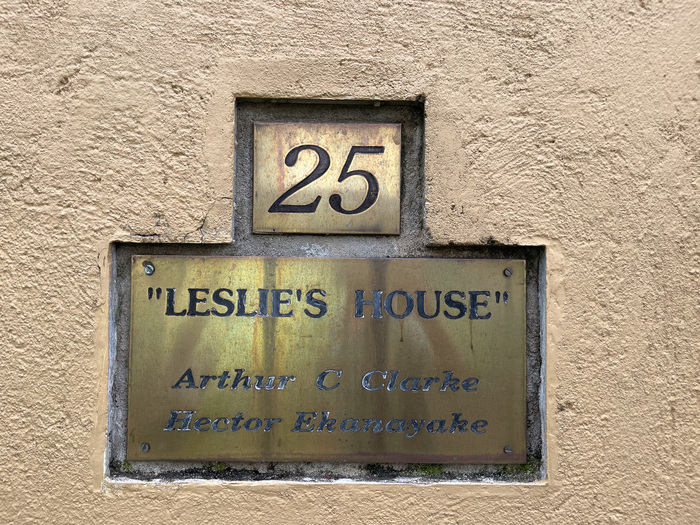 25
"LESLIE'S HOUSE"
Arthur C Clarke
Hector Ekanayake